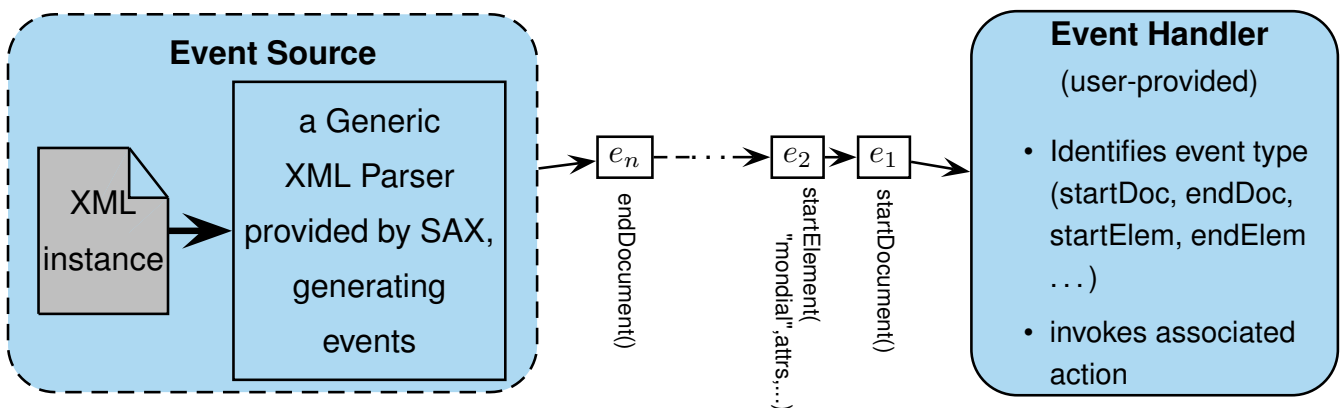 Event Source
XML
instance
a Generic
XML Parser
provided by SAX,
generating
events
e_n
· · ·
e_2
e_1
endDocument()
startElement(
"mondial",attrs,...)
startDocument()
Event Handler
(user-provided)
• Identifies event type
(startDoc, endDoc,
startElem, endElem
. . . )
• invokes associated
action